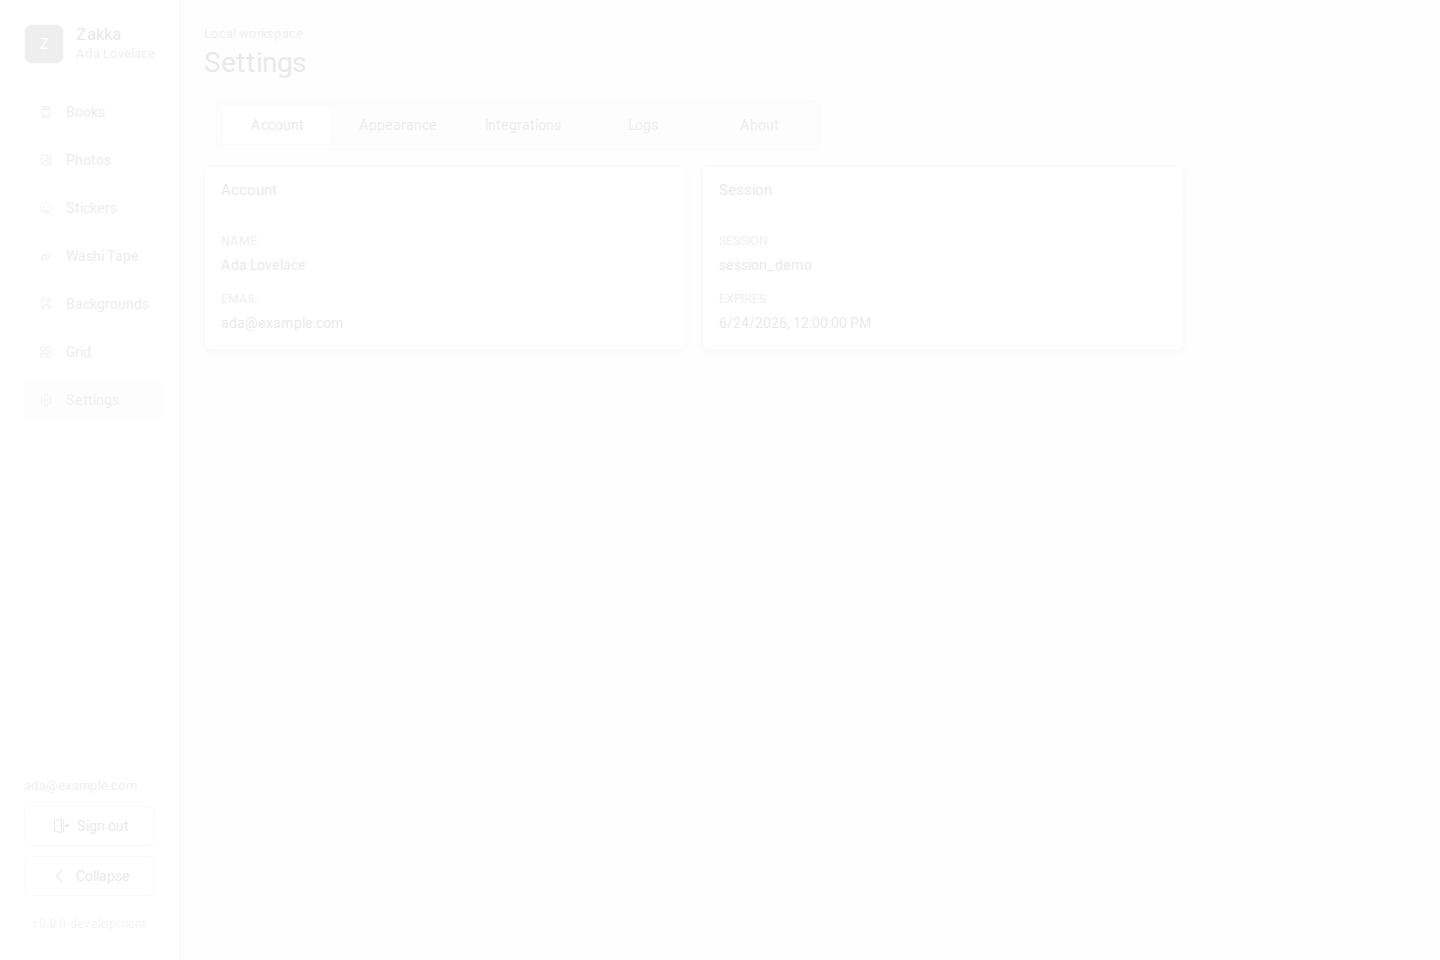 Z
Zakka
Ada Lovelace
Books
Photos
Stickers
Washi Tape
Backgrounds
Grid
Settings
ada@example.com
Sign out
Collapse
v0.0.0-development
Local workspace
Settings
Account
Appearance
Integrations
Logs
About
Account
NAME
Ada Lovelace
EMAIL
ada@example.com
Session
SESSION
session_demo
EXPIRES
6/24/2026, 12:00:00 PM